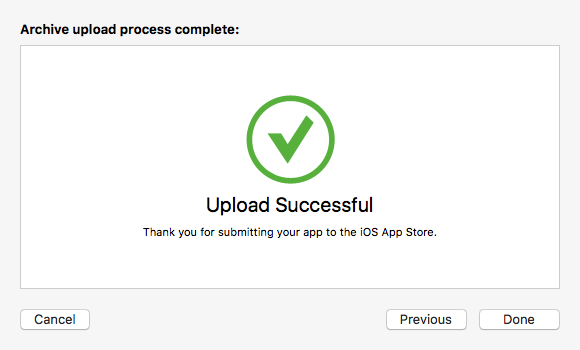 Archive upload process complete:
Upload Successful
Thank you for submitting your app to the iOS App Store.
Cancel
Previous
Done